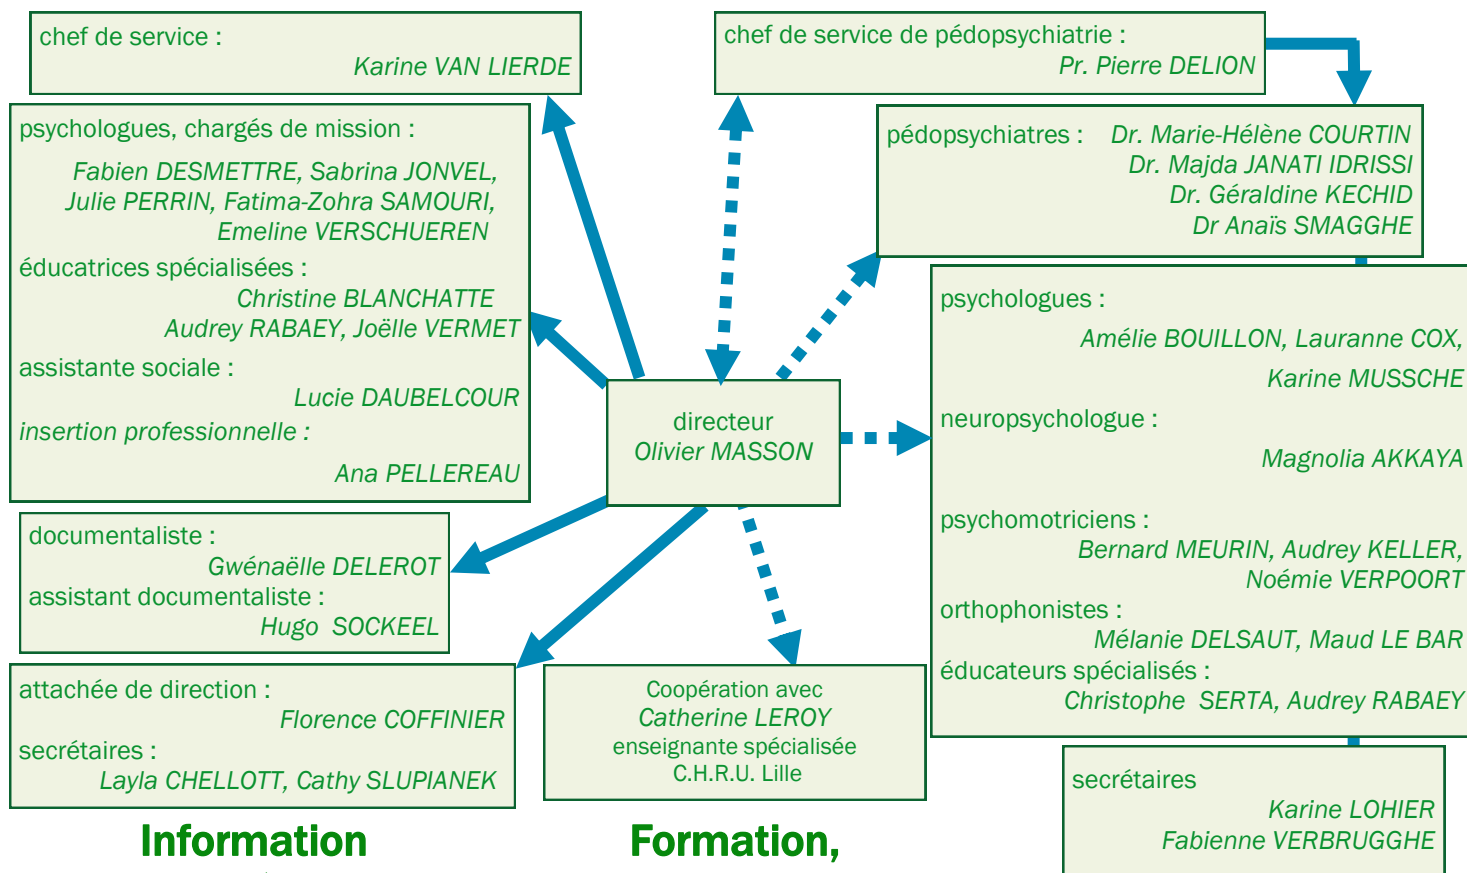 chef de service :
Karine VAN LIERDE
chef de service de pédopsychiatrie :
Pr. Pierre DELION
psychologues, chargés de mission :
Fabien DESMETTRE, Sabrina JONVEL,
Julie PERRIN, Fatima-Zohra SAMOURI,
Emeline VERSCHUEREN
éducatrices spécialisées :
Christine BLANCHATTE
Audrey RABAEY, Joëlle VERMET
assistante sociale :
Lucie DAUBELCOUR
insertion professionnelle :
Ana PELLEREAU
pédopsychiatres : Dr. Marie-Hélène COURTIN
Dr. Majda JANATI IDRISSI
Dr. Géraldine KECHID
Dr Anaïs SMAGGHE
directeur
Olivier MASSON
psychologues :
Amélie BOUILLON, Lauranne COX,
Karine MUSSCHE
neuropsychologue :
Magnolia AKKAYA
psychomotriciens :
Bernard MEURIN, Audrey KELLER,
Noémie VERPOORT
orthophonistes :
Mélanie DELSAUT, Maud LE BAR
éducateurs spécialisés :
Christophe SERTA, Audrey RABAEY
documentaliste :
Gwénaëlle DELEROT
assistant documentaliste :
Hugo SOCKEEL
attachée de direction :
Florence COFFINIER
secrétaires :
Layla CHELLOTT, Cathy SLUPIANEK
Coopération avec
Catherine LEROY
enseignante spécialisée
C.H.R.U. Lille
secrétaires
Karine LOHIER
Fabienne VERBRUGGHE
Information
Formation,